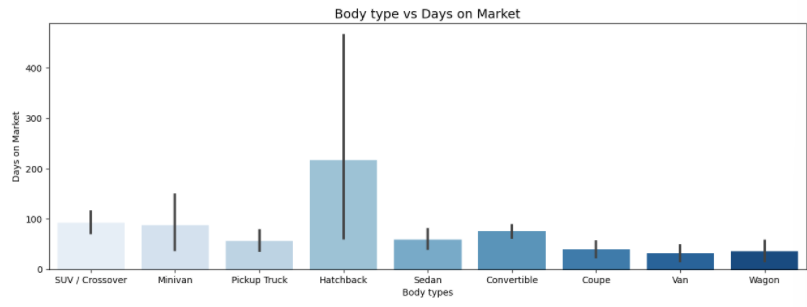 Body type vs Days on Market
Days on Market
400
300
200
100
0
SUV / Crossover Minivan Pickup Truck Hatchback Sedan Convertible Coupe Van Wagon
Body types